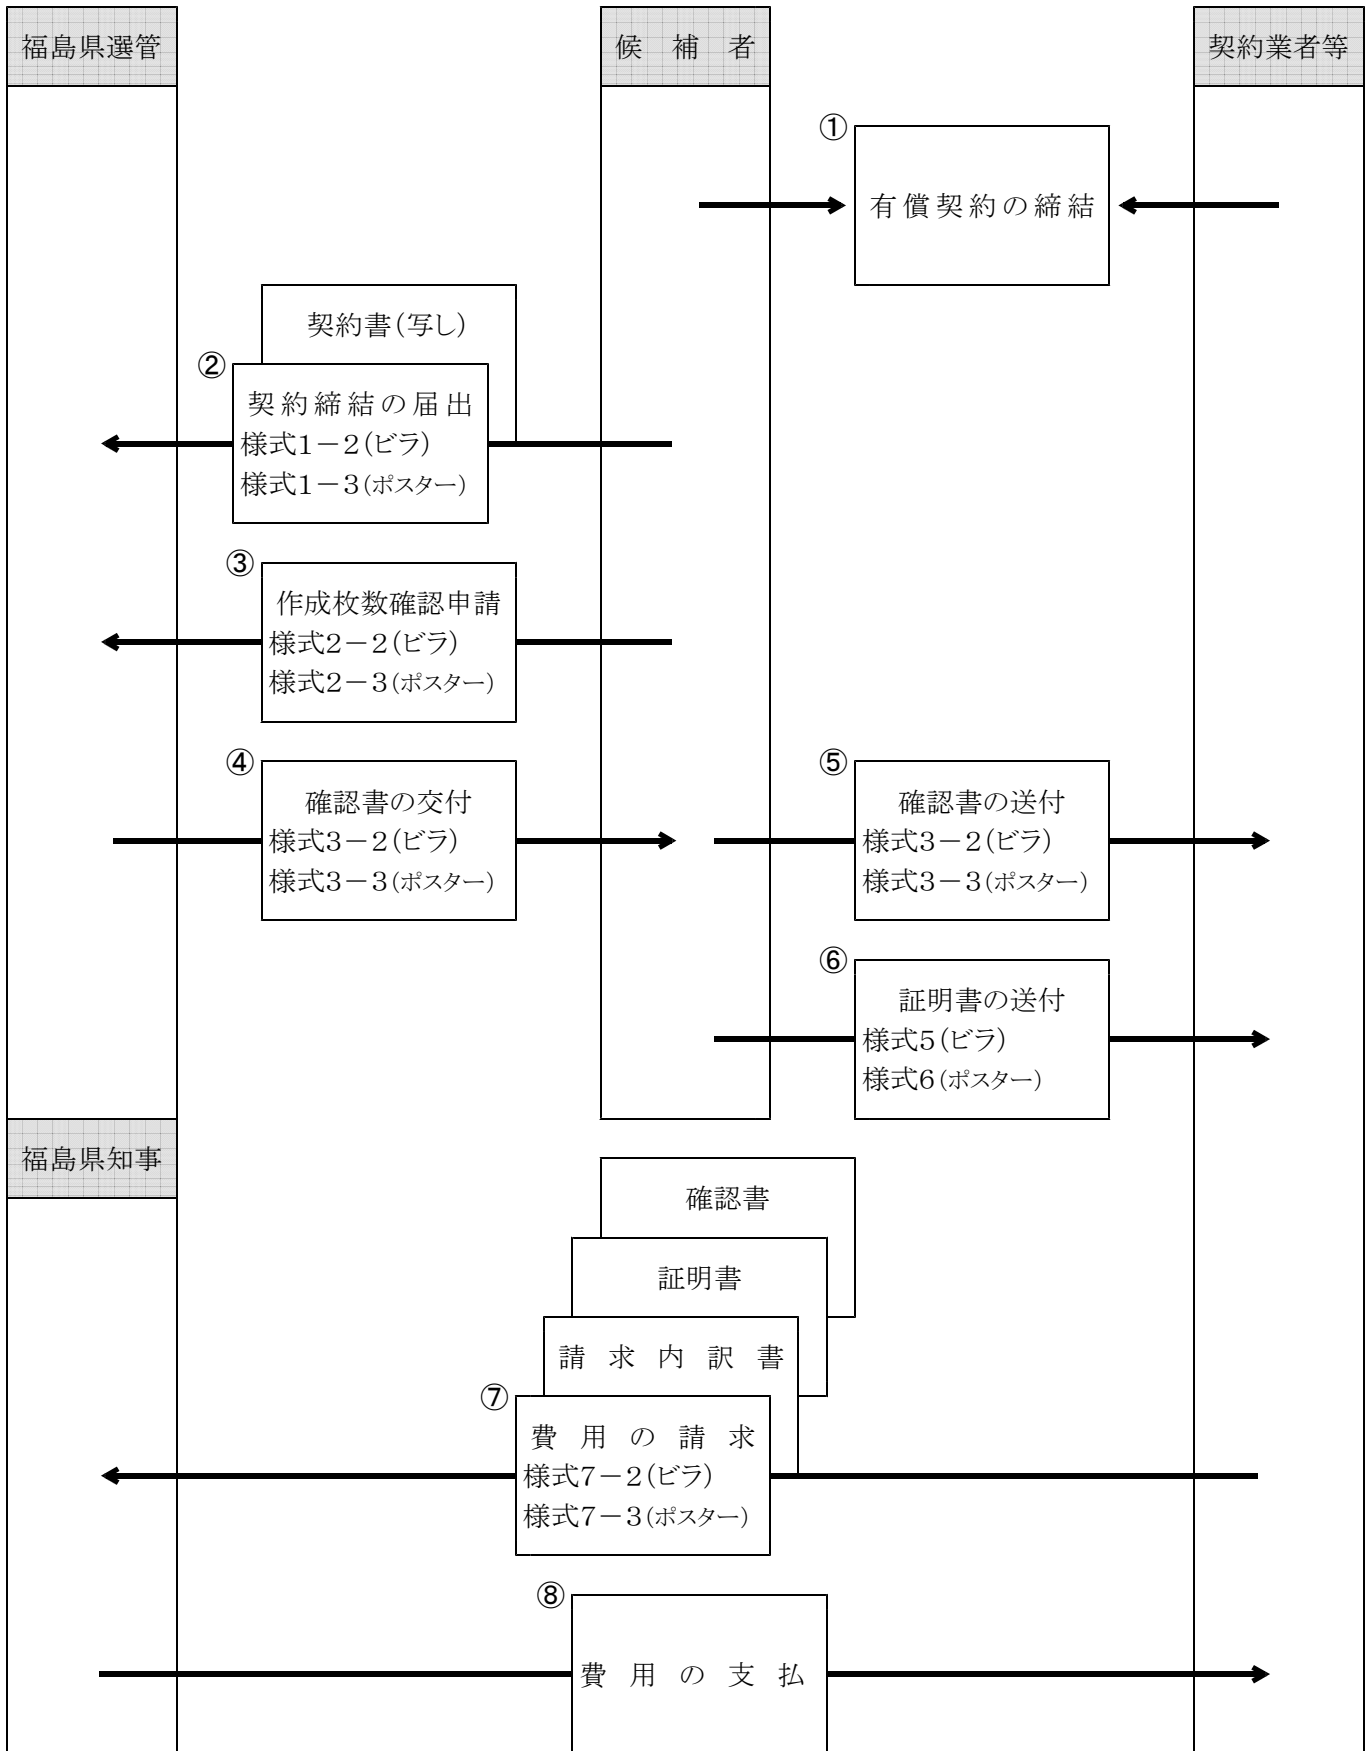 福島県選管
候補者
契約業者等
①
有償契約の締結
契約書(写し)
②
契約締結の届出
様式1－2(ビラ)
様式1－3(ポスター)
③
作成枚数確認申請
様式2－2(ビラ)
様式2－3(ポスター)
④
確認書の交付
様式3－2(ビラ)
様式3－3(ポスター)
⑤
確認書の送付
様式3－2(ビラ)
様式3－3(ポスター)
⑥
証明書の送付
様式5(ビラ)
様式6(ポスター)
福島県知事
確認書
証明書
請求内訳書
⑦
費用の請求
様式7－2(ビラ)
様式7－3(ポスター)
⑧
費用の支払